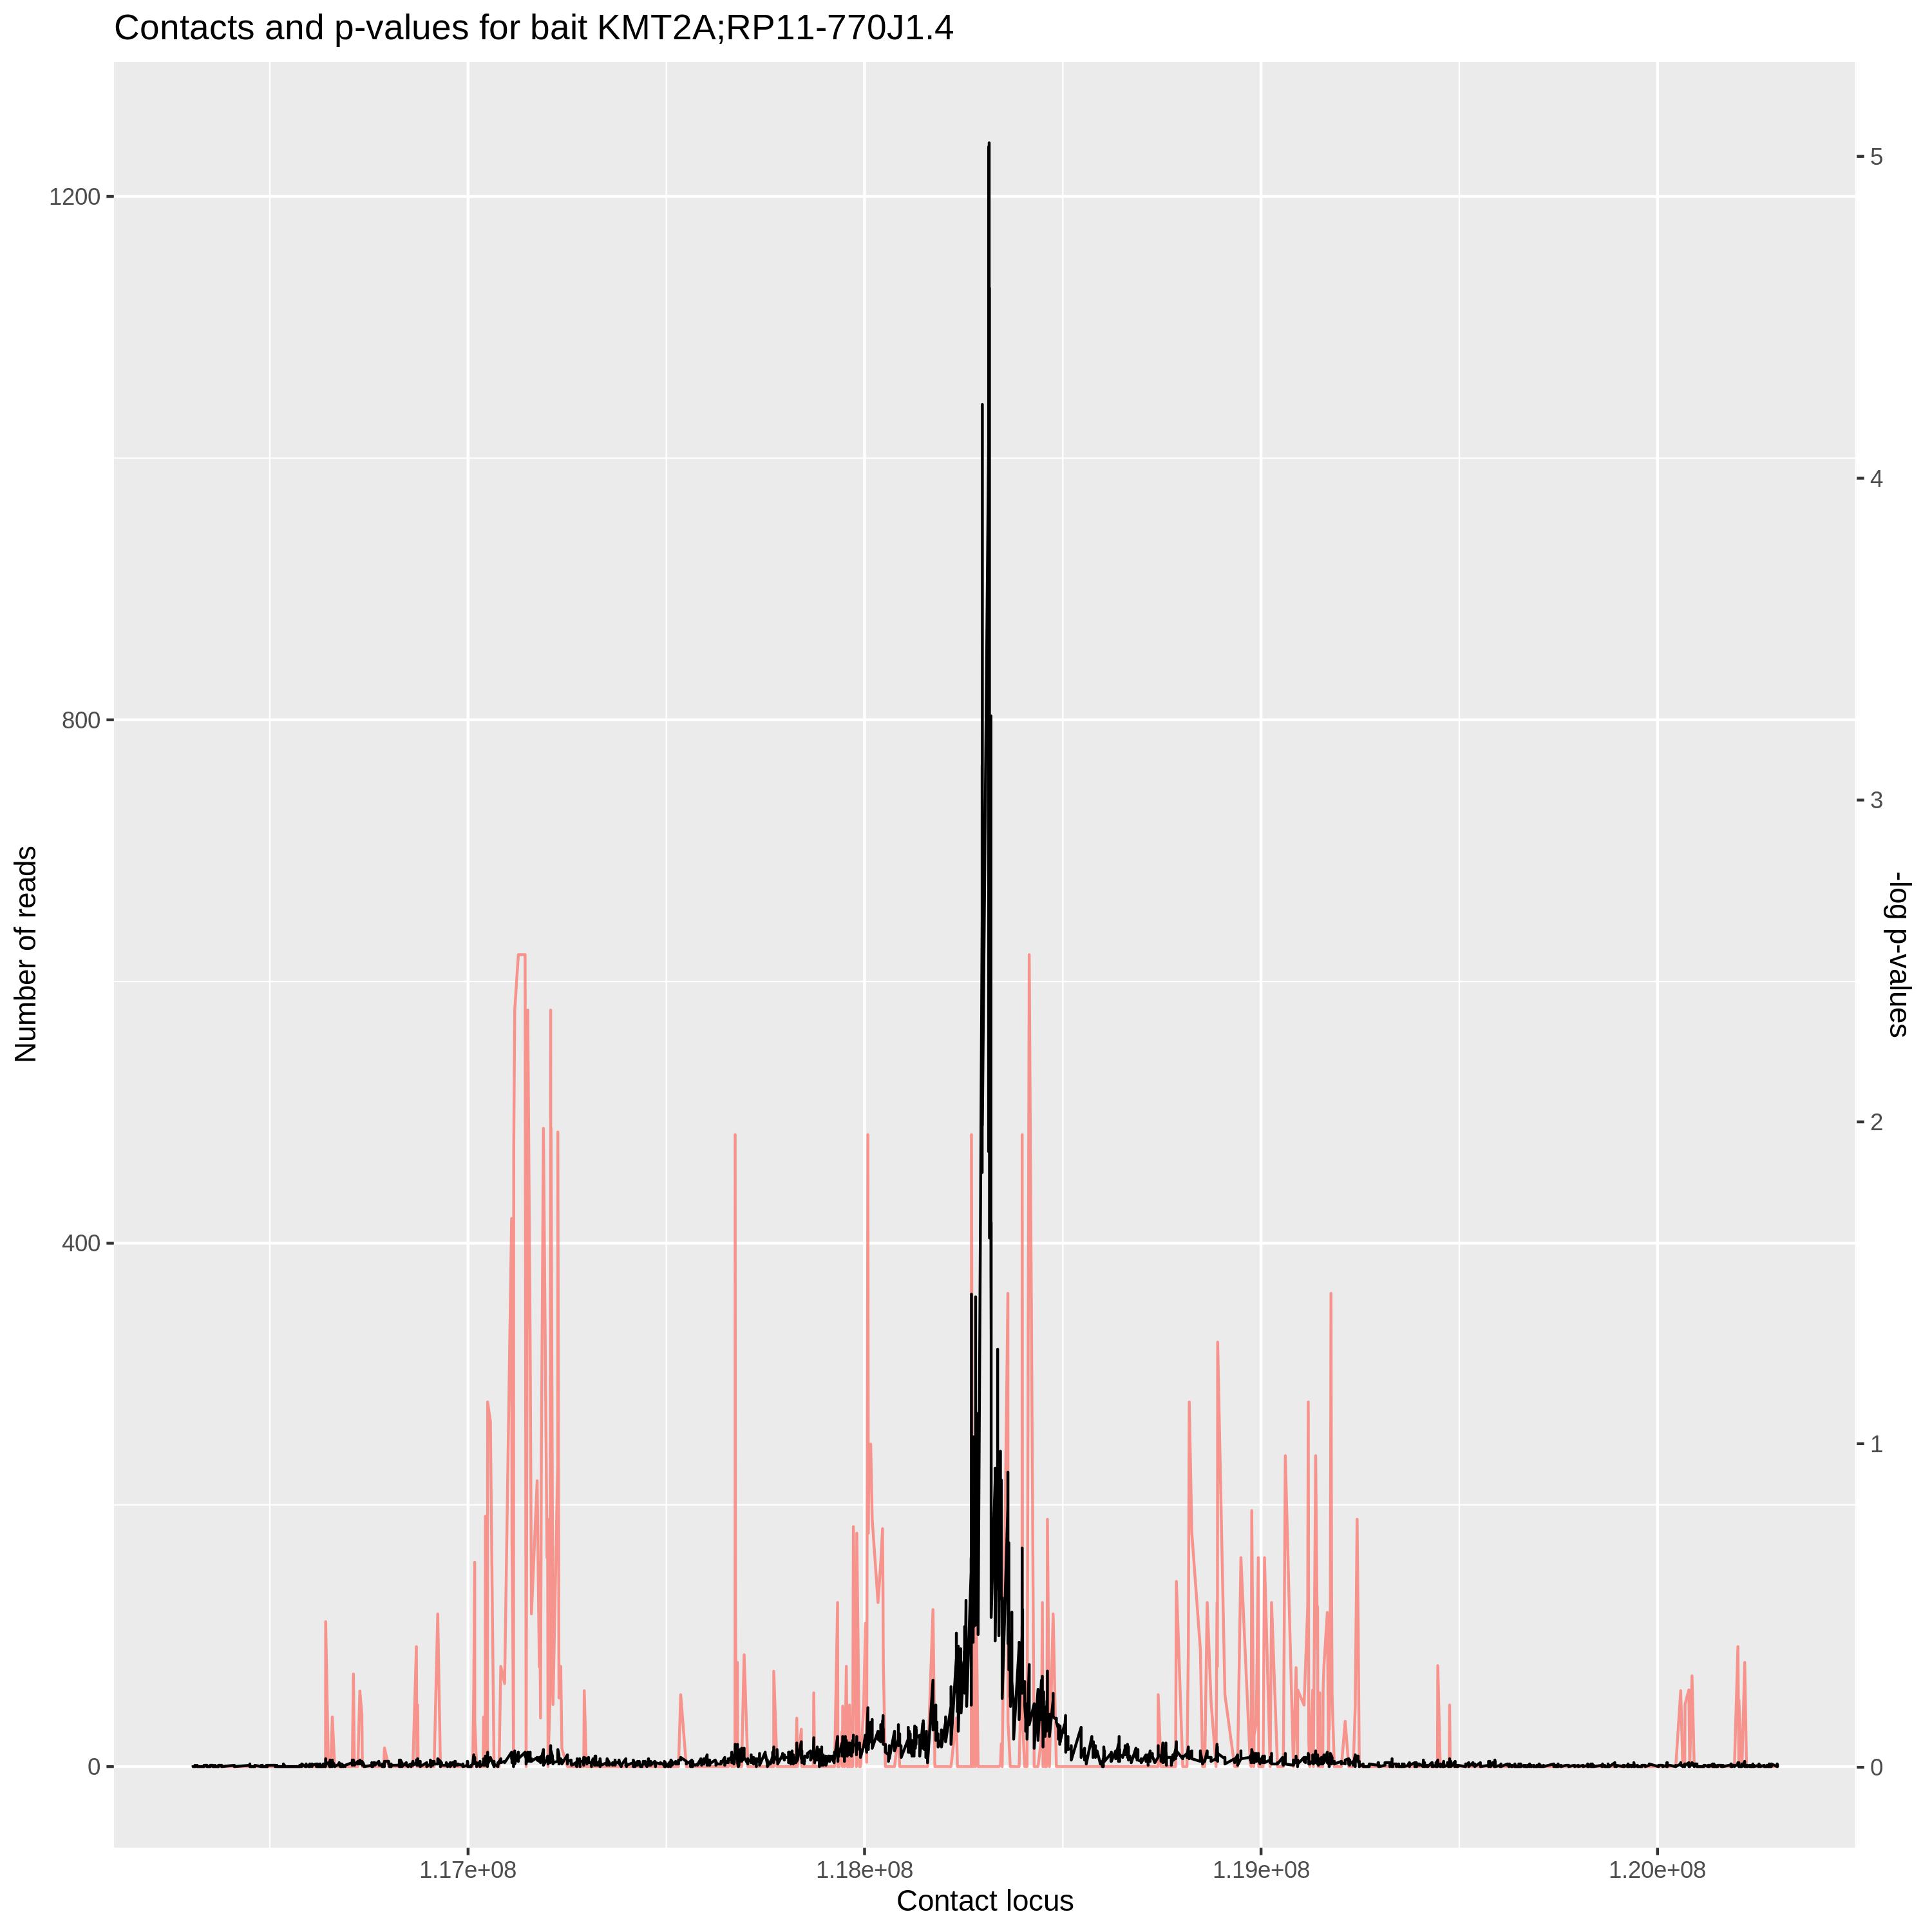 Contacts and p-values for bait KMT2A;RP11-770J1.4
Number of reads
1200
800
400
0
5
4
3
2
1
0
-log p-values
1.17e+08
1.18e+08
1.19e+08
1.20e+08
Contact locus